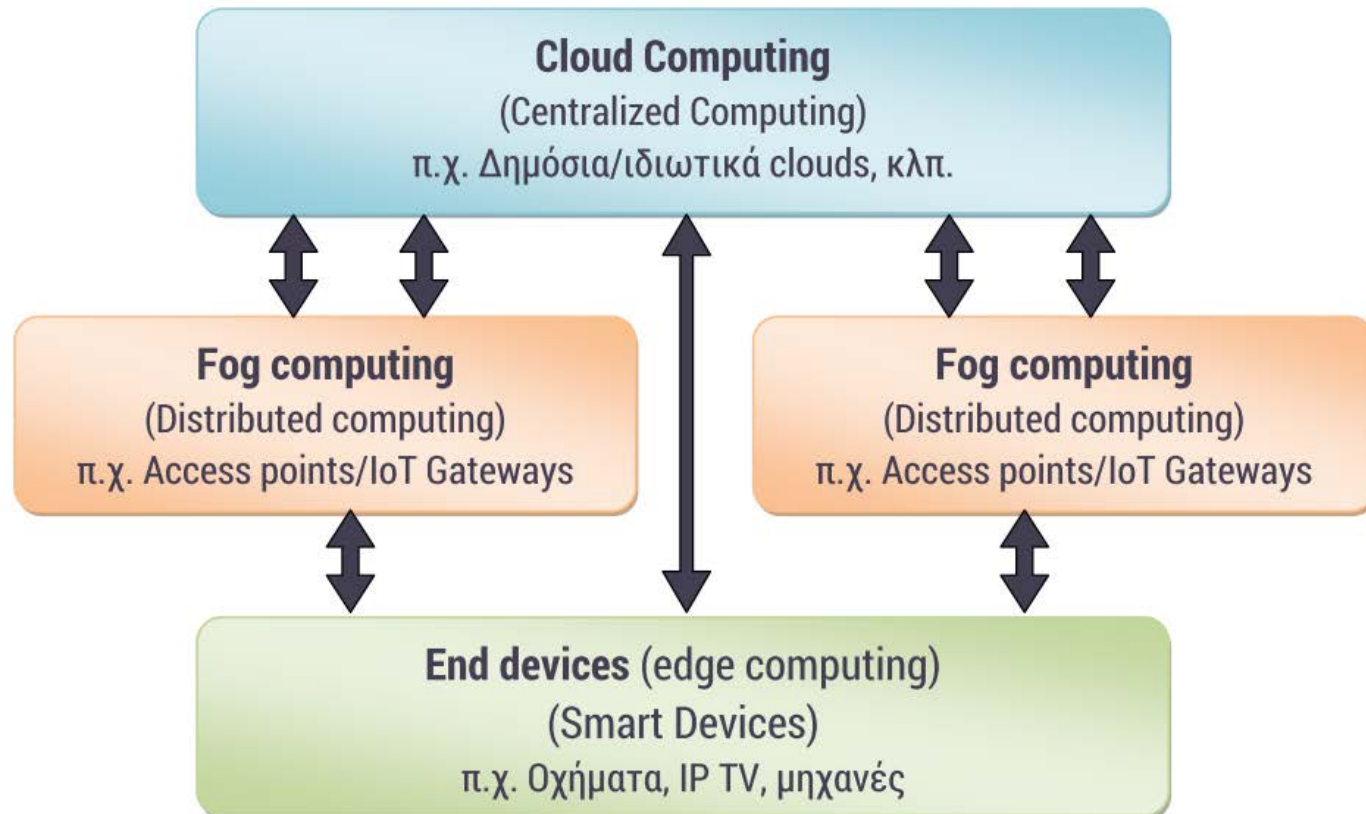 Cloud Computing
(Centralized Computing)
π.χ. Δημόσια/ιδιωτικά clouds, κλπ.
Fog computing
(Distributed computing)
π.χ. Access points/IoT Gateways
Fog computing
(Distributed computing)
π.χ. Access points/IoT Gateways
End devices (edge computing)
(Smart Devices)
π.χ. Οχήματα, IP TV, μηχανές